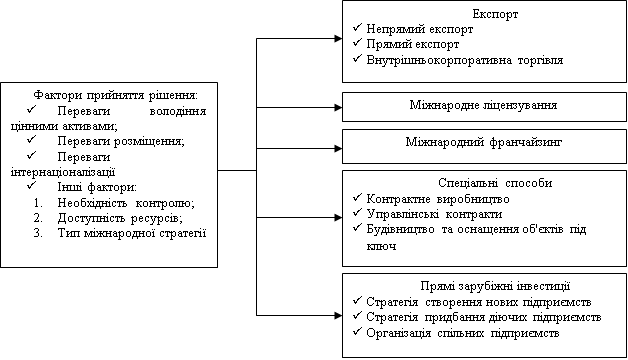 Фактори прийняття рішення:
✓ Переваги володіння
цінними активами;
✓ Переваги розміщення;
✓ Переваги
інтернаціоналізації
✓ Інші фактори:
1. Необхідність контролю;
2. Доступність ресурсів;
3. Тип міжнародної стратегії
Експорт
✓ Непрямий експорт
✓ Прямий експорт
✓ Внутрішньокорпоративна торгівля
Міжнародне ліцензування
Міжнародний франчайзинг
Спеціальні способи
✓ Контрактне виробництво
✓ Управлінські контракти
✓ Будівництво та оснащення об'єктів під
ключ
Прямі зарубіжні інвестиції
✓ Стратегія створення нових підприємств
✓ Стратегія придбання діючих підприємств
✓ Організація спільних підприємств